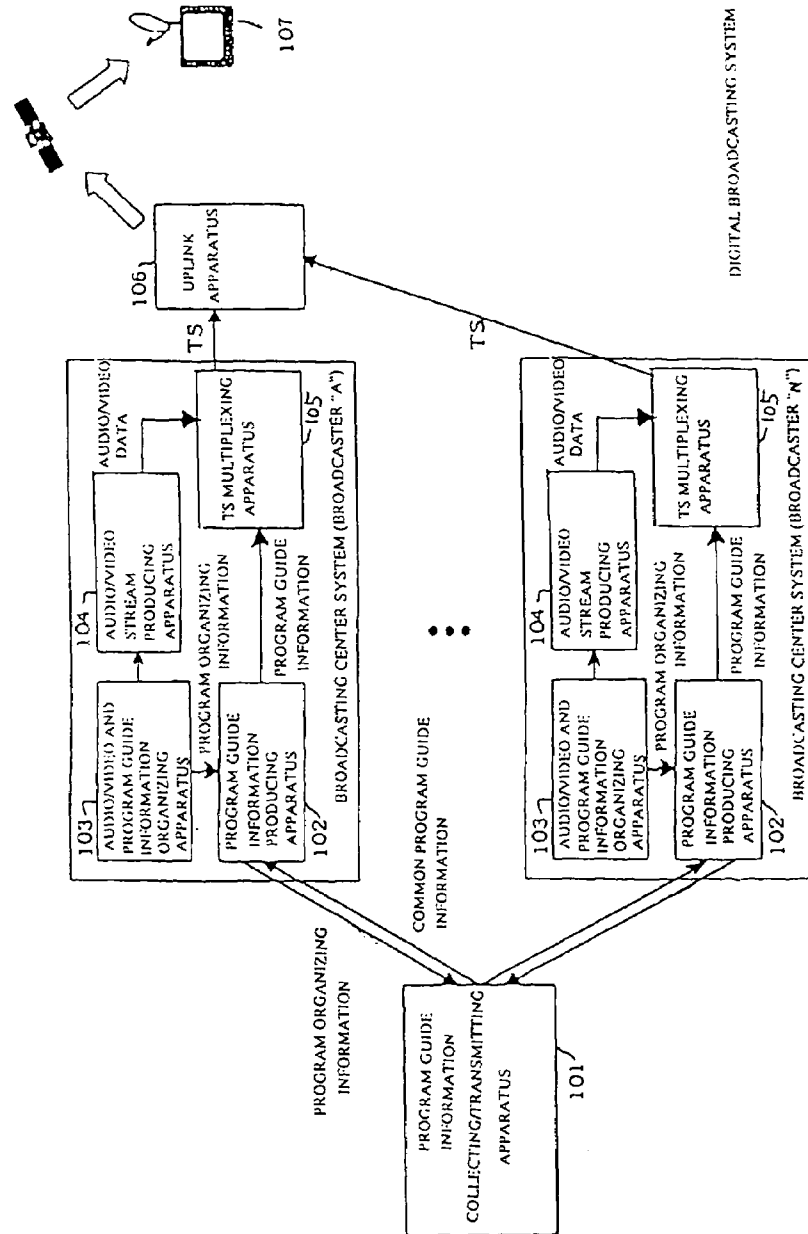 107
106
UPLINK
APPARATUS
TS
TS
DIGITAL BROADCASTING SYSTEM
103
AUDIO/VIDEO AND
PROGRAM GUIDE
INFORMATION
ORGANIZING
APPARATUS
104
AUDIO/VIDEO
STREAM
PRODUCING
APPARATUS
AUDIO/VIDEO
DATA
PROGRAM ORGANIZING
INFORMATION
PROGRAM GUIDE
INFORMATION
PRODUCING
APPARATUS
102
PROGRAM GUIDE
INFORMATION
TS MULTIPLEXING
APPARATUS
105
BROADCASTING CENTER SYSTEM (BROADCASTER "A")
PROGRAM ORGANIZING
INFORMATION
COMMON PROGRAM GUIDE
INFORMATION
PROGRAM GUIDE
INFORMATION
COLLECTING/TRANSMITTING
APPARATUS
101
103
AUDIO/VIDEO AND
PROGRAM GUIDE
INFORMATION
ORGANIZING
APPARATUS
104
AUDIO/VIDEO
STREAM
PRODUCING
APPARATUS
AUDIO/VIDEO
DATA
PROGRAM ORGANIZING
INFORMATION
PROGRAM GUIDE
INFORMATION
PRODUCING
APPARATUS
102
PROGRAM GUIDE
INFORMATION
TS MULTIPLEXING
APPARATUS
105
BROADCASTING CENTER SYSTEM (BROADCASTER "N")